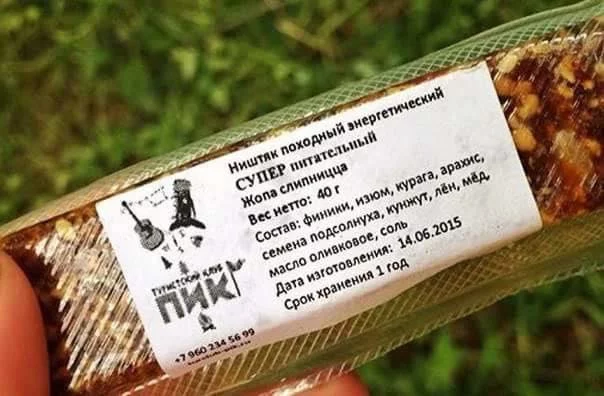 Ништяк походный энергетический
СУПЕР питательный
Жопа слипницца
Вес нетто: 40 г
Состав: финики, изюм, курага, арахис,
семена подсолнуха, кунжут, лён, мёд,
масло оливковое, соль
Дата изготовления: 14.06.2015
Срок хранения 1 год
ТУРИСТСКИЙ КЛУБ
ПИК
+7 960 234 56 99